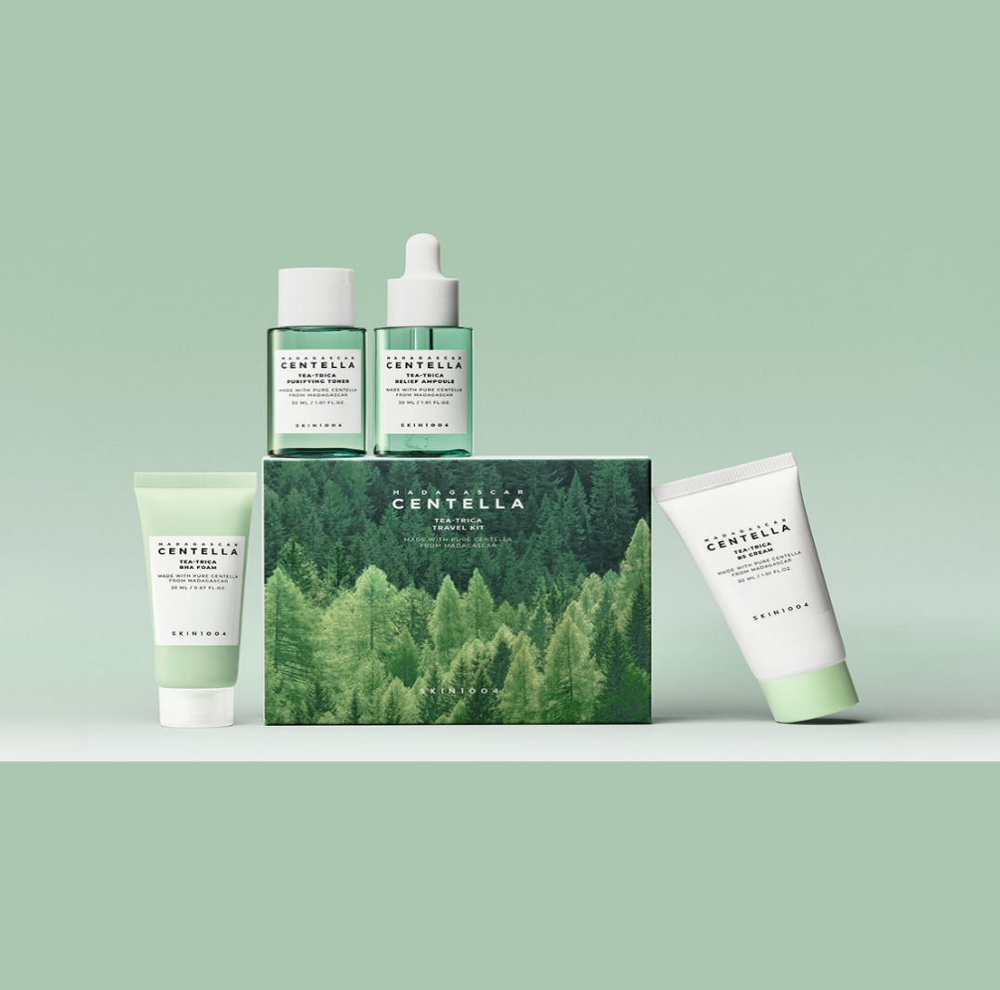 MADAGASCAR
CENTELLA
TEA-TRICA
PURIFYING TONER
MADE WITH PURE CENTELLA
FROM MADAGASCAR
30 ML / 1.01 FL.OZ.
SKIN1004
MADAGASCAR
CENTELLA
TEA-TRICA
RELIEF AMPOULE
MADE WITH PURE CENTELLA
FROM MADAGASCAR
30 ML / 1.01 FL.OZ.
SKIN1004
MADAGASCAR
CENTELLA
TEA-TRICA
BHA FOAM
MADE WITH PURE CENTELLA
FROM MADAGASCAR
20 ML / 0.67 FL.OZ.
SKIN1004
MADAGASCAR
CENTELLA
TEA-TRICA
TRAVEL KIT
MADE WITH PURE CENTELLA
FROM MADAGASCAR
SKIN1004
MADAGASCAR
CENTELLA
TEA-TRICA
B5 CREAM
MADE WITH PURE CENTELLA
FROM MADAGASCAR
30 ML / 1.01 FL.OZ.
SKIN1004